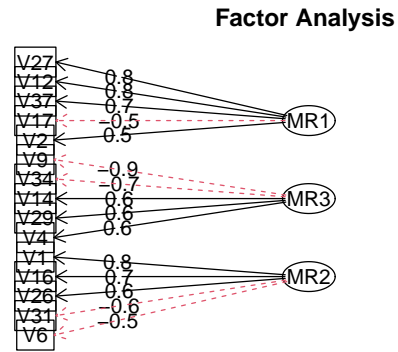 Factor Analysis
V27
V12
V37
V17
V2
V9
V34
V14
V29
V4
V1
V16
V26
V31
V6
0.8
0.8
0.7
−0.5
0.5
−0.9
−0.7
0.6
0.6
0.6
0.8
0.7
0.6
−0.6
−0.5
MR1
MR3
MR2